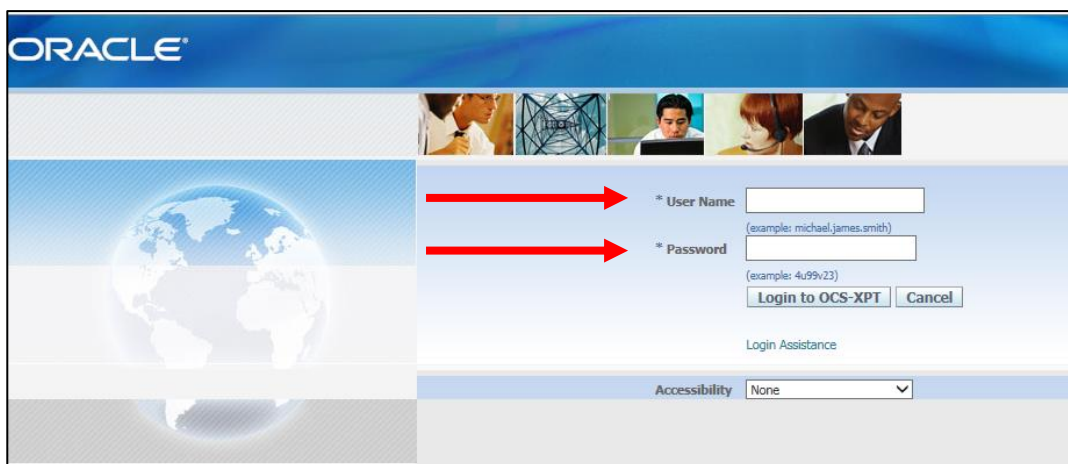 ORACLE®
* User Name
(example: michael.james.smith)
* Password
(example: 4u99v23)
Login to OCS-XPT Cancel
Login Assistance
Accessibility None